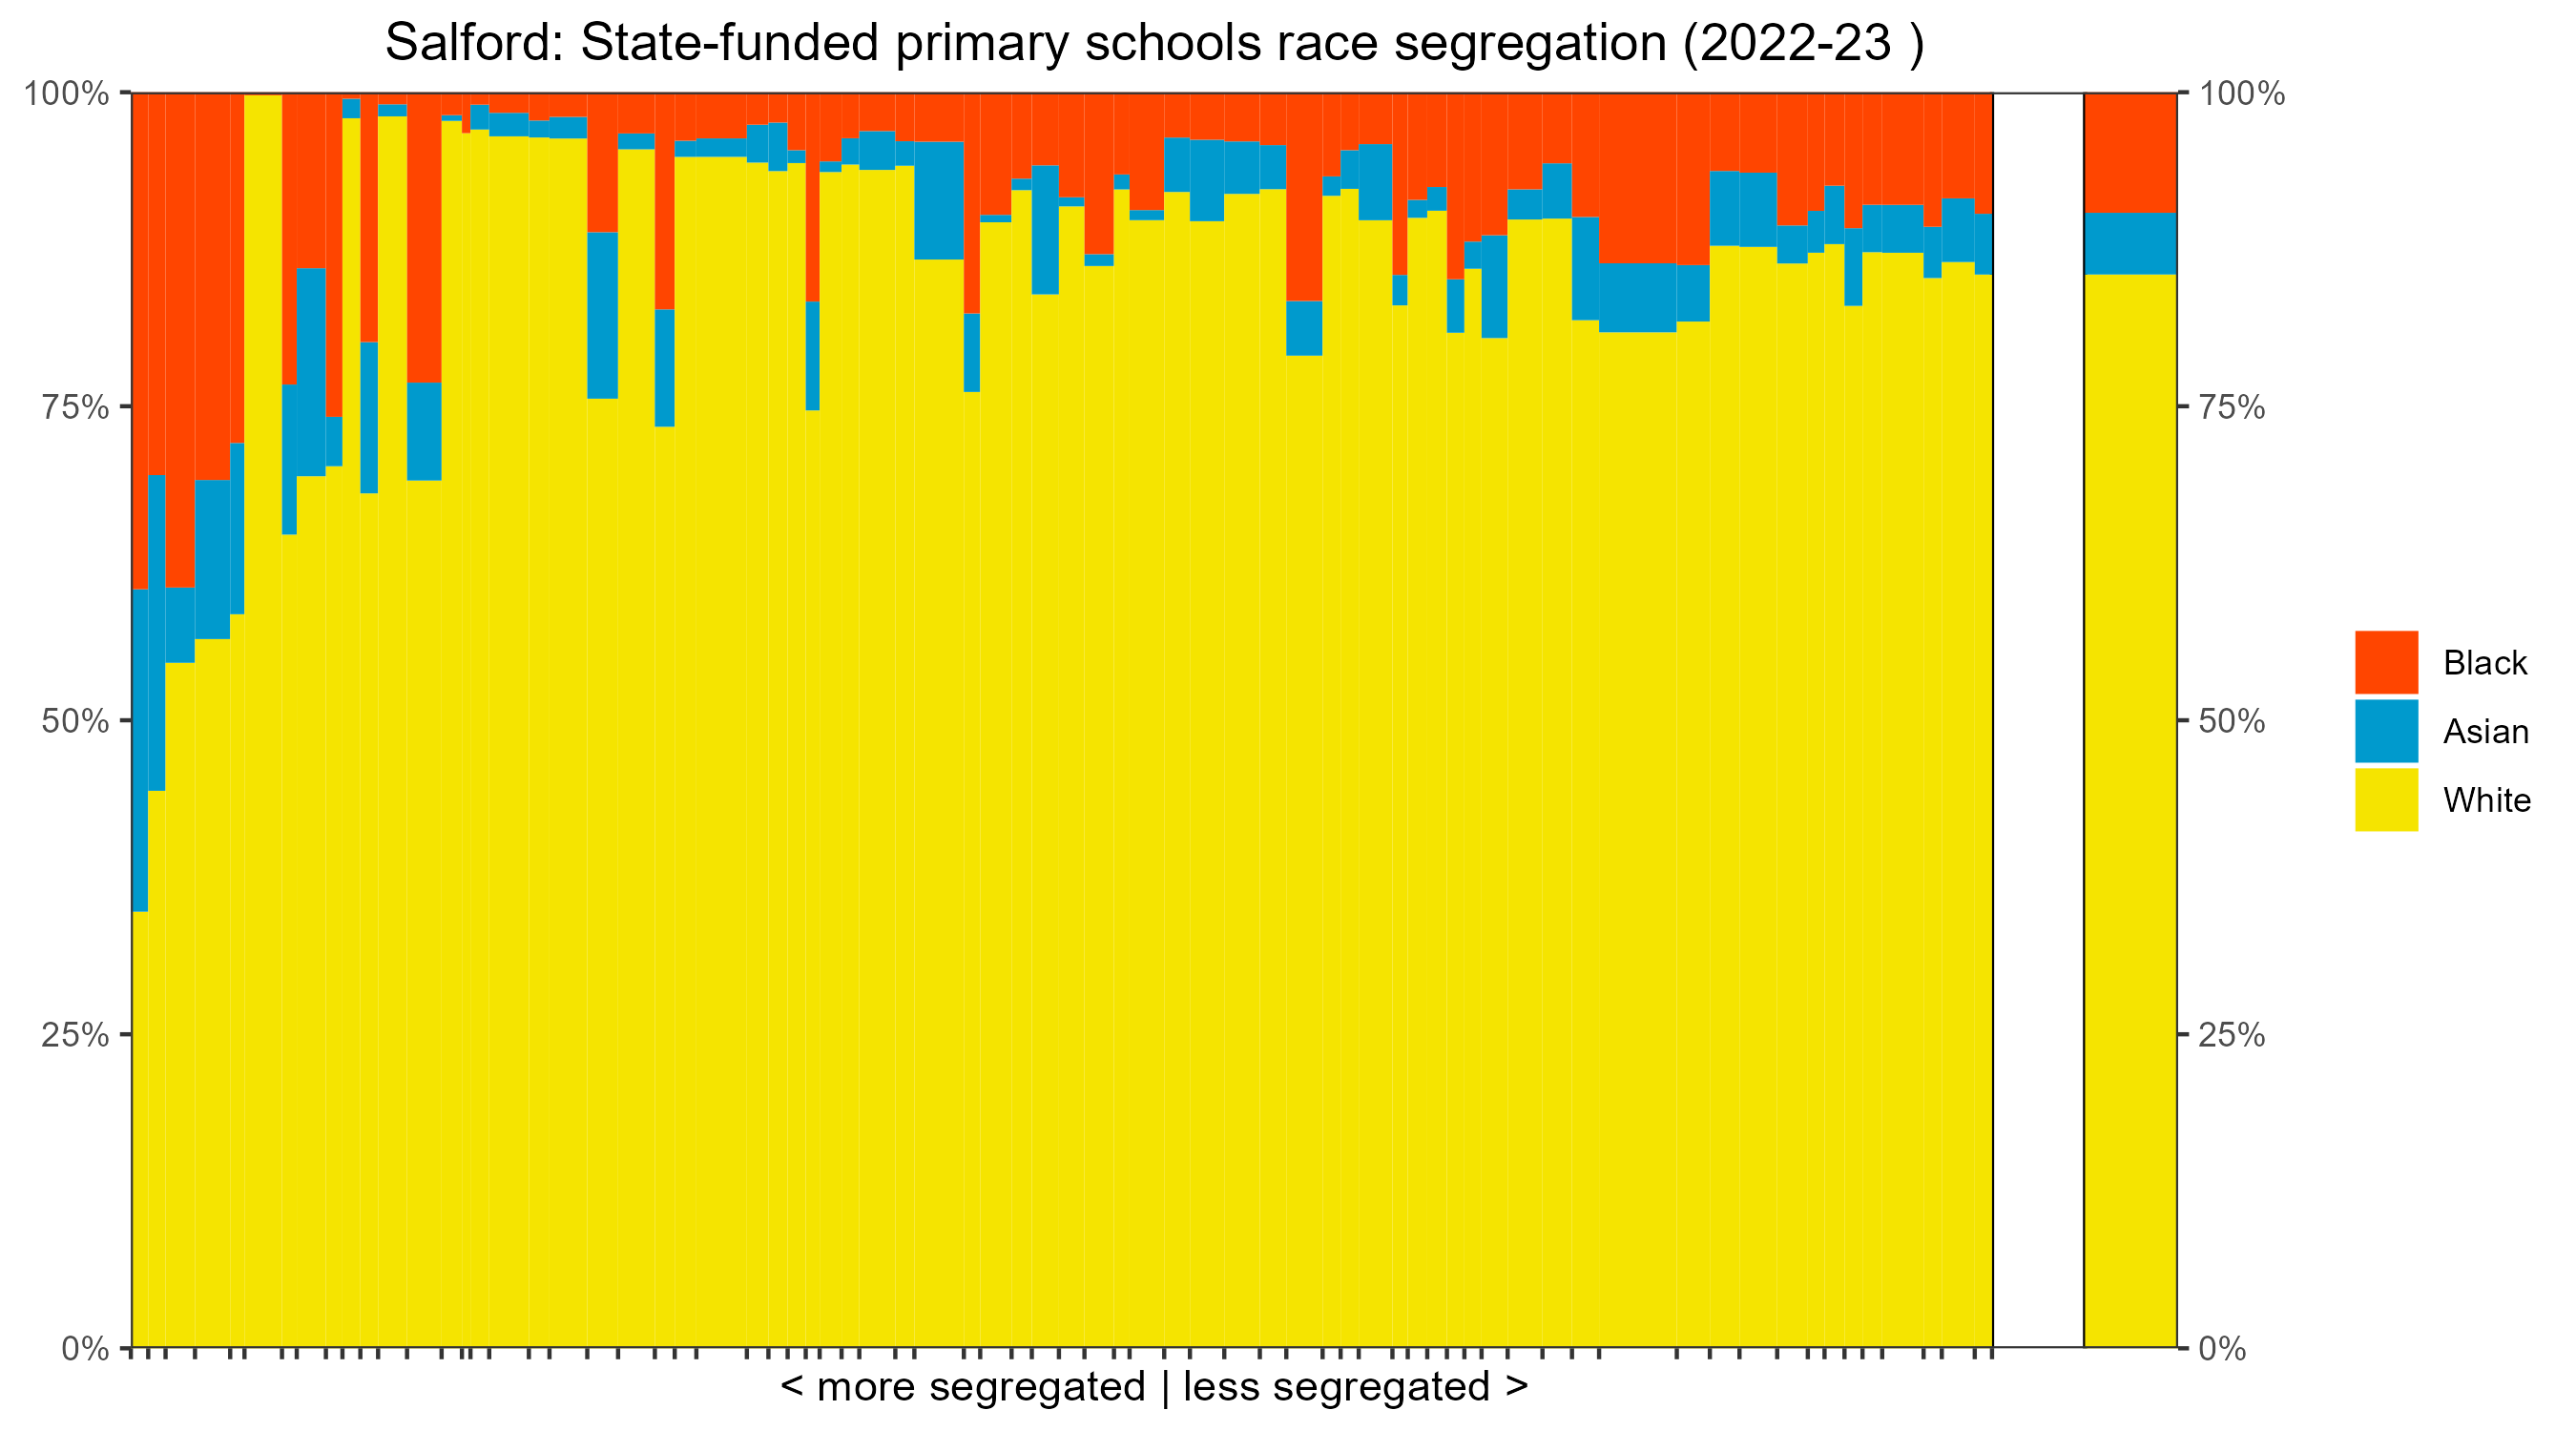 Salford: State-funded primary schools race segregation (2022-23 )
100%
75%
50%
25%
0%
100%
75%
50%
25%
0%
Black
Asian
White
< more segregated | less segregated >